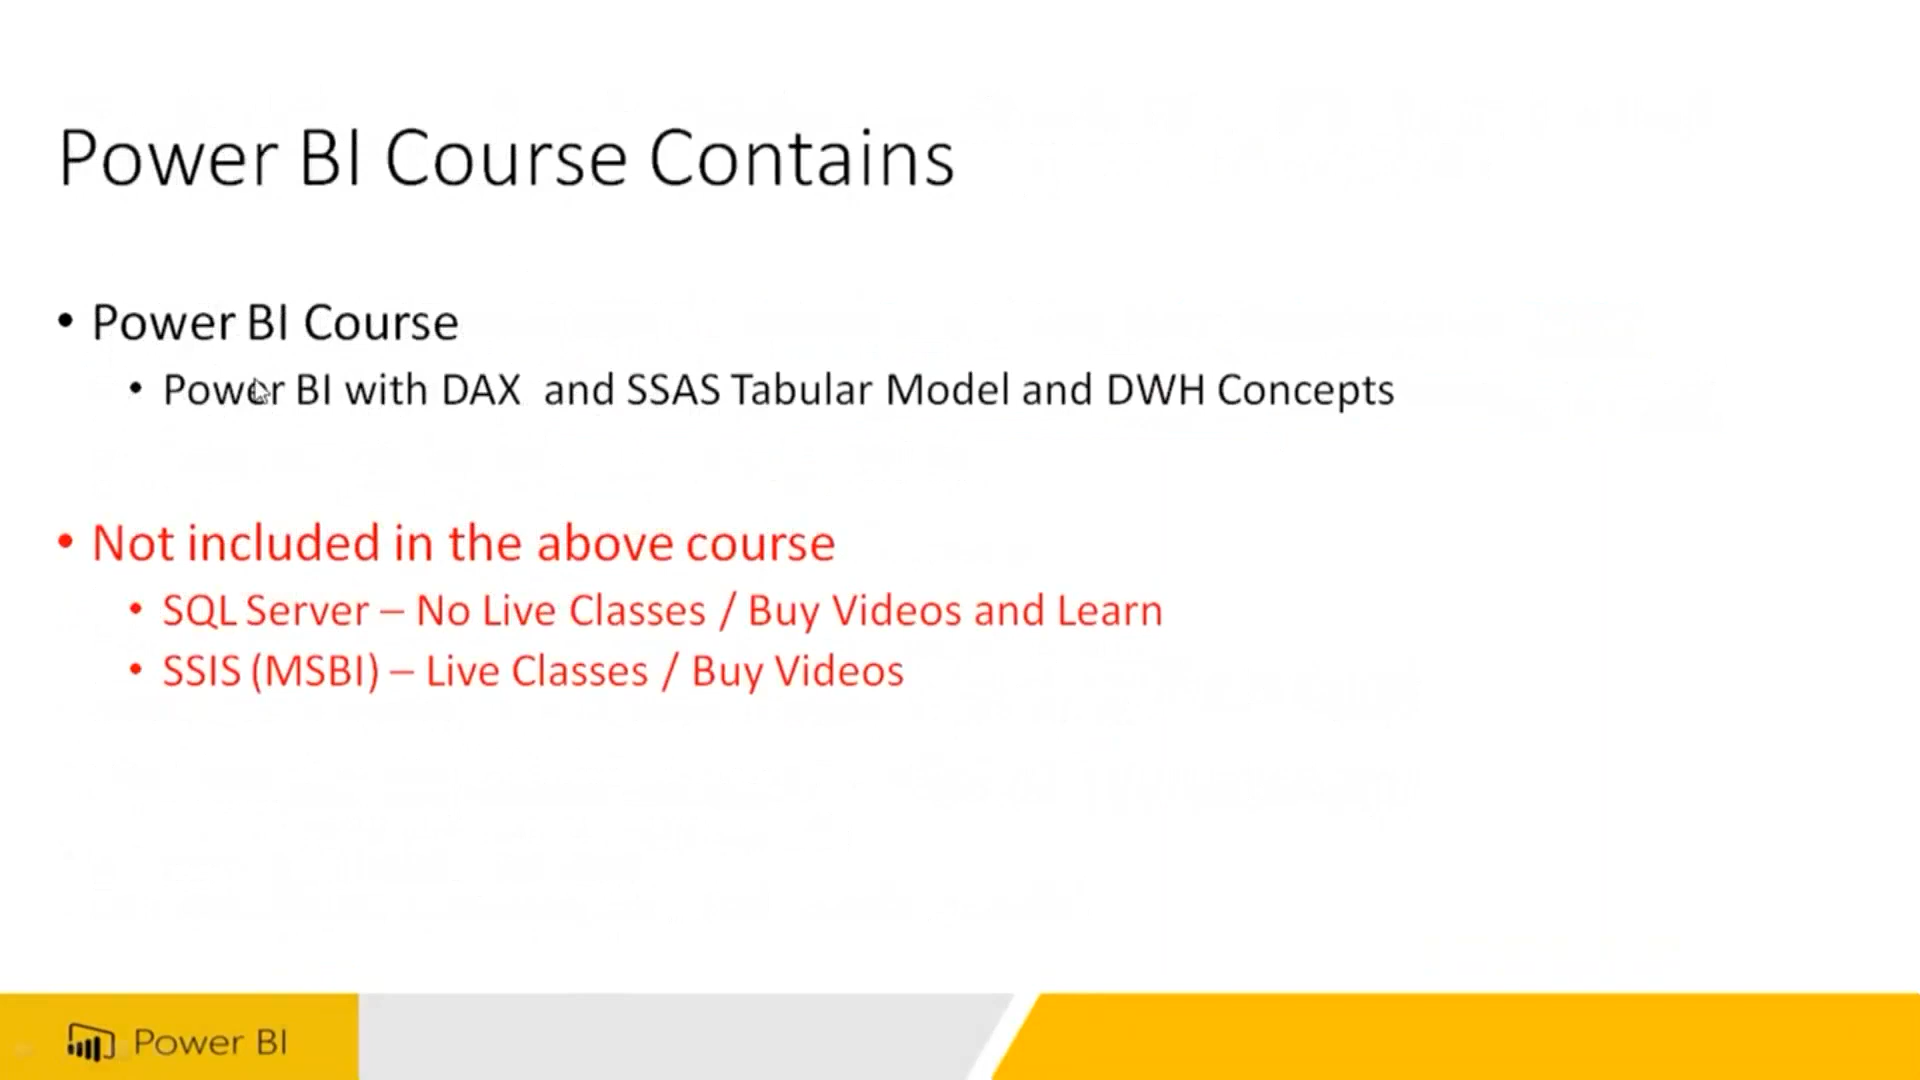 Power BI Course Contains
• Power BI Course
• Power BI with DAX and SSAS Tabular Model and DWH Concepts
• Not included in the above course
• SQL Server – No Live Classes / Buy Videos and Learn
• SSIS (MSBI) – Live Classes / Buy Videos
Power BI